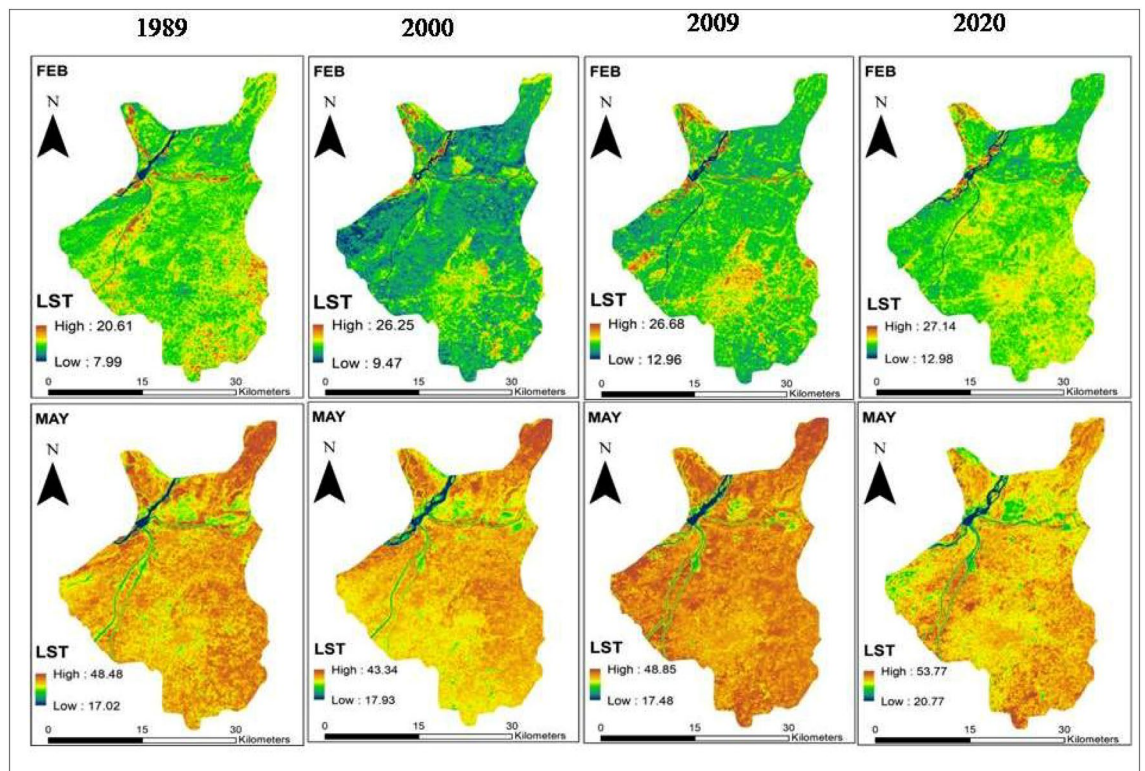 1989
2000
2009
2020
FEB
N
LST
High : 20.61
Low : 7.99
0 15 30
Kilometers
FEB
N
LST
High : 26.25
Low : 9.47
0 15 30
Kilometers
FEB
N
LST
High : 26.68
Low : 12.96
0 15 30
Kilometers
FEB
N
LST
High : 27.14
Low : 12.98
0 15 30
Kilometers
MAY
N
LST
High : 48.48
Low : 17.02
0 15 30
Kilometers
MAY
N
LST
High : 43.34
Low : 17.93
0 15 30
Kilometers
MAY
N
LST
High : 48.85
Low : 17.48
0 15 30
Kilometers
MAY
N
LST
High : 53.77
Low : 20.77
0 15 30
Kilometers